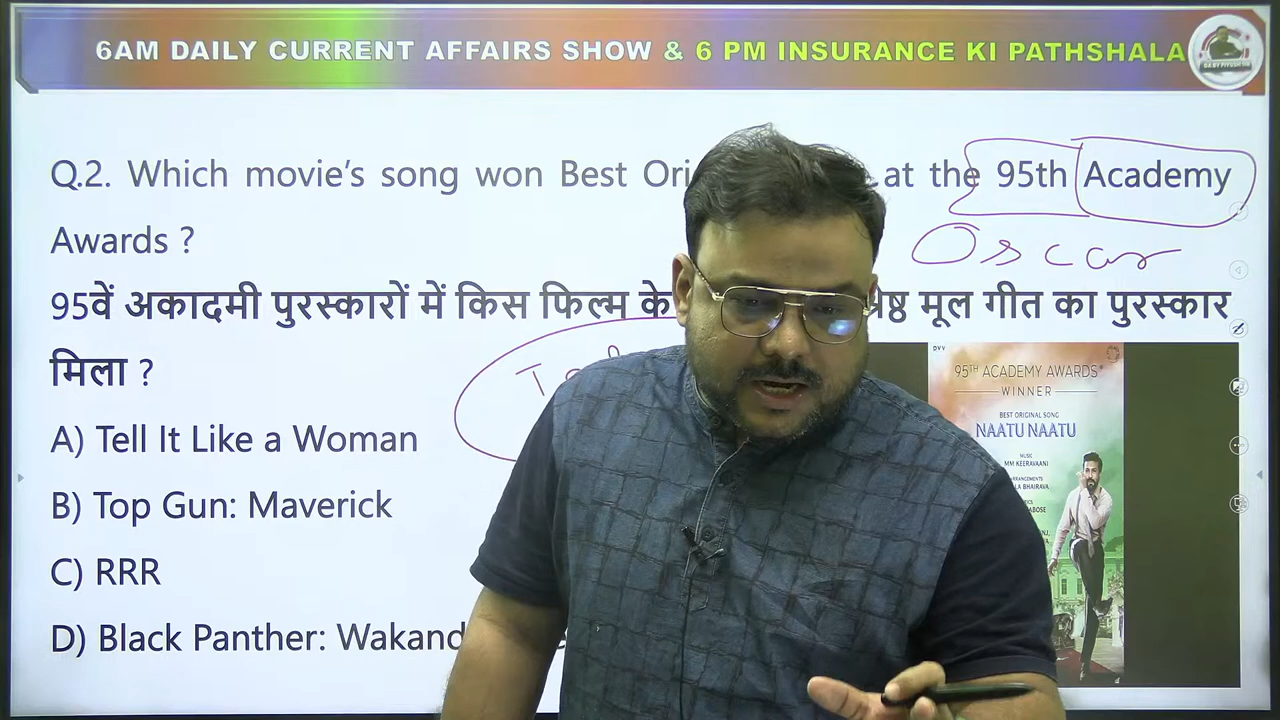 6AM DAILY CURRENT AFFAIRS SHOW & 6 PM INSURANCE KI PATHSHALA
Q.2. Which movie's song won Best Ori at the 95th Academy
Oscar
Awards ?
95वें अकादमी पुरस्कारों में किस फिल्म के मूल गीत का पुरस्कार
मिला ?
A) Tell It Like a Woman
B) Top Gun: Maverick
C) RRR
D) Black Panther: Wakand
DVV
95TH ACADEMY AWARDS®
WINNER
BEST ORIGINAL SONG
NAATU NAATU
MUSIC
MM KEERAVAANI